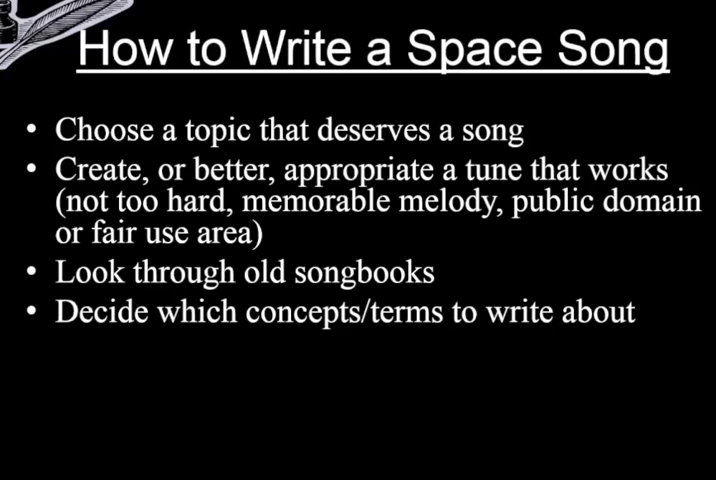 How to Write a Space Song
• Choose a topic that deserves a song
• Create, or better, appropriate a tune that works
(not too hard, memorable melody, public domain
or fair use area)
• Look through old songbooks
• Decide which concepts/terms to write about